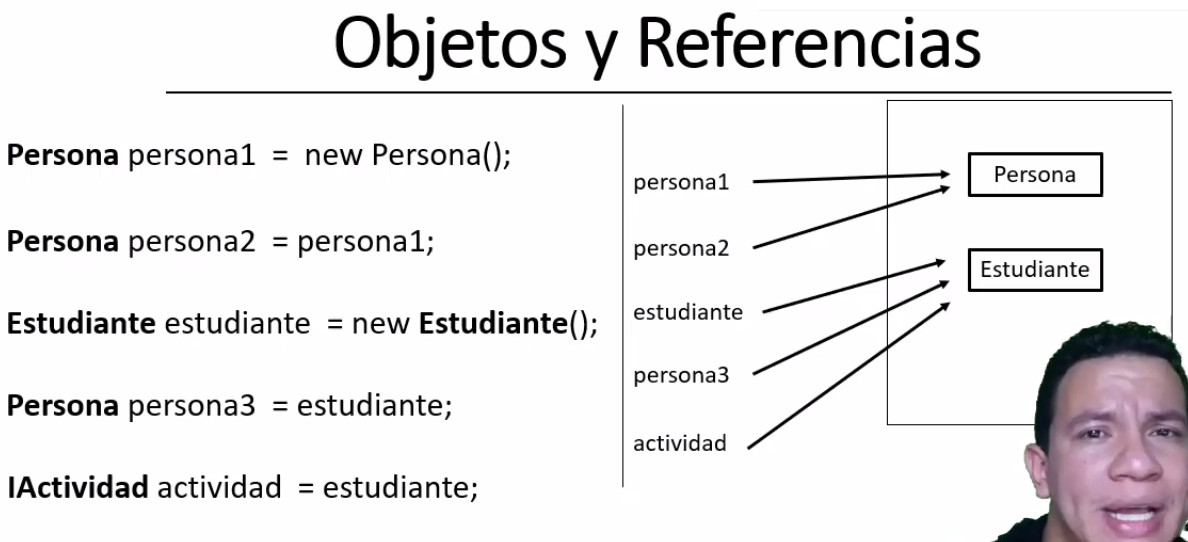 Objetos y Referencias
Persona persona1 = new Persona();
Persona persona2 = persona1;
Estudiante estudiante = new Estudiante();
Persona persona3 = estudiante;
IActividad actividad = estudiante;
persona1
persona2
estudiante
persona3
actividad
Persona
Estudiante